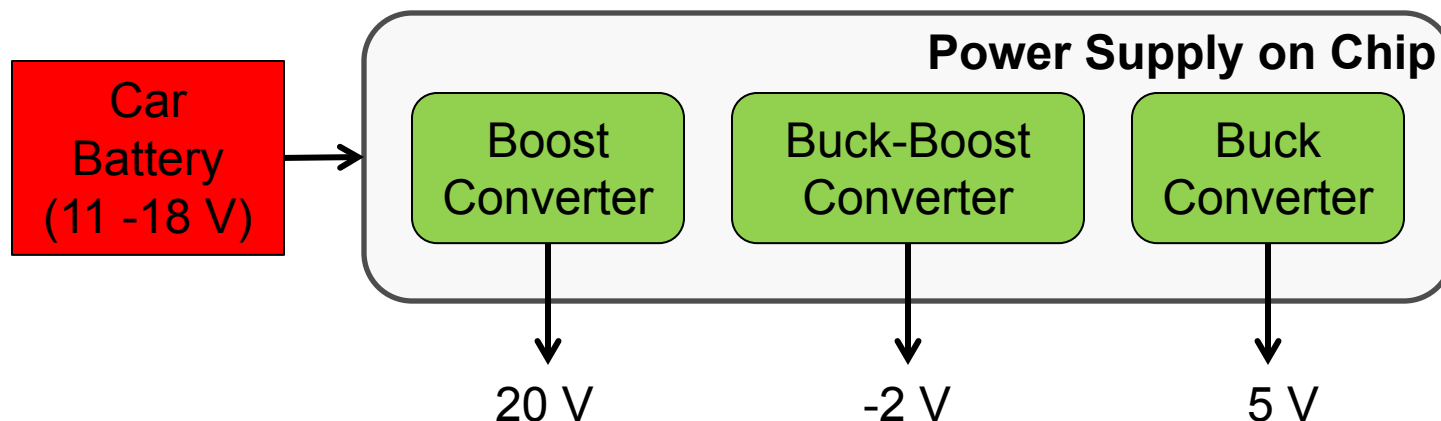 Power Supply on Chip
Car
Battery
(11 -18 V)
Boost
Converter
Buck-Boost
Converter
Buck
Converter
20 V
-2 V
5 V